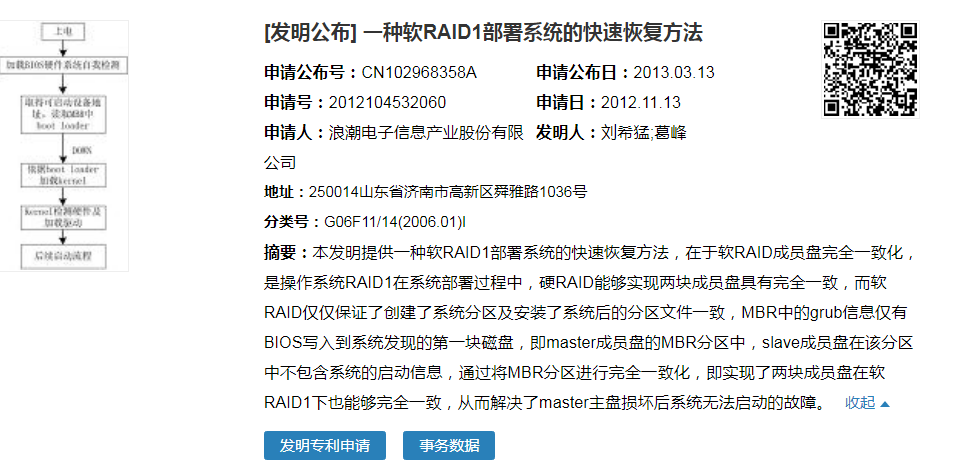 上电
加载BIOS硬件系统自我检测
取得可启动设备地
址，读取MBR中
boot loader
DOWN
依据boot loader
加载kernel
Kernel检测硬件及
加载驱动
后续启动流程
[发明公布] 一种软RAID1部署系统的快速恢复方法
申请公布号：CN102968358A 申请公布日：2013.03.13
申请号：2012104532060 申请日：2012.11.13
申请人：浪潮电子信息产业股份有限 发明人：刘希猛;葛峰
公司
地址：250014山东省济南市高新区舜雅路1036号
分类号：G06F11/14(2006.01)I
摘要：本发明提供一种软RAID1部署系统的快速恢复方法，在于软RAID成员盘完全一致化，
是操作系统RAID1在系统部署过程中，硬RAID能够实现两块成员盘具有完全一致，而软
RAID仅仅保证了创建了系统分区及安装了系统后的分区文件一致，MBR中的grub信息仅有
BIOS写入到系统发现的第一块磁盘，即master成员盘的MBR分区中，slave成员盘在该分区
中不包含系统的启动信息，通过将MBR分区进行完全一致化，即实现了两块成员盘在软
RAID1下也能够完全一致，从而解决了master主盘损坏后系统无法启动的故障。 收起
发明专利申请 事务数据